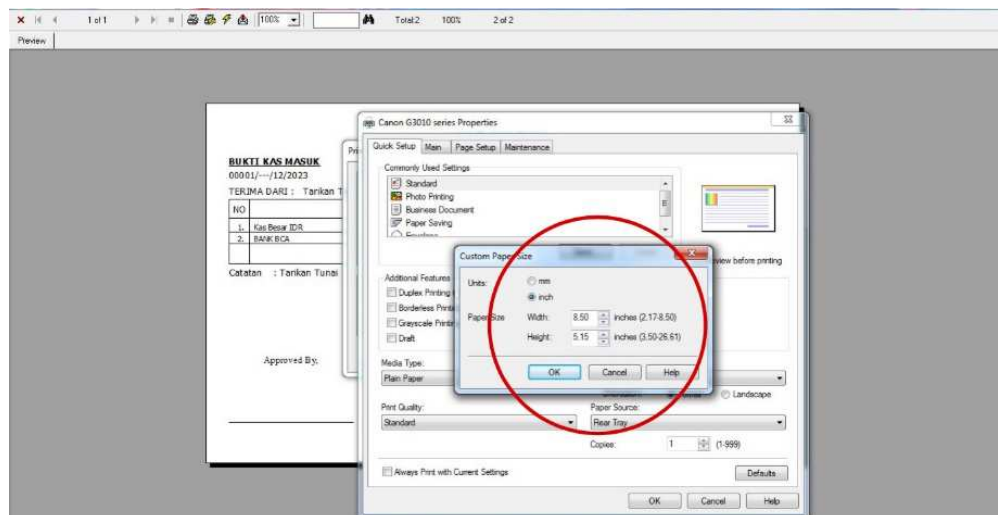 1 of 1 100% Total:2 100% 2 of 2
Preview
BUKTI KAS MASUK
00001/---/12/2023
TERIMA DARI : Tarikan T
NO
1. Kas Besar IDR
2. BANK BCA
Catatan : Tarikan Tunai
Approved By,
Canon G3010 series Properties
Quick Setup Main Page Setup Maintenance
Commonly Used Settings
Standard
Photo Printing
Business Document
Paper Saving
view before printing
Custom Paper Size
Units: mm
inch
Paper Size Width: 8.50 inches (2.17-8.50)
Height: 5.15 inches (3.50-26.61)
OK Cancel Help
Additional Features
Duplex Printing
Borderless Printi
Grayscale Printi
Draft
Media Type:
Plain Paper
Landscape
Print Quality: Paper Source:
Standard Rear Tray
Copies: 1 (1-999)
Always Print with Current Settings Defaults
OK Cancel Help